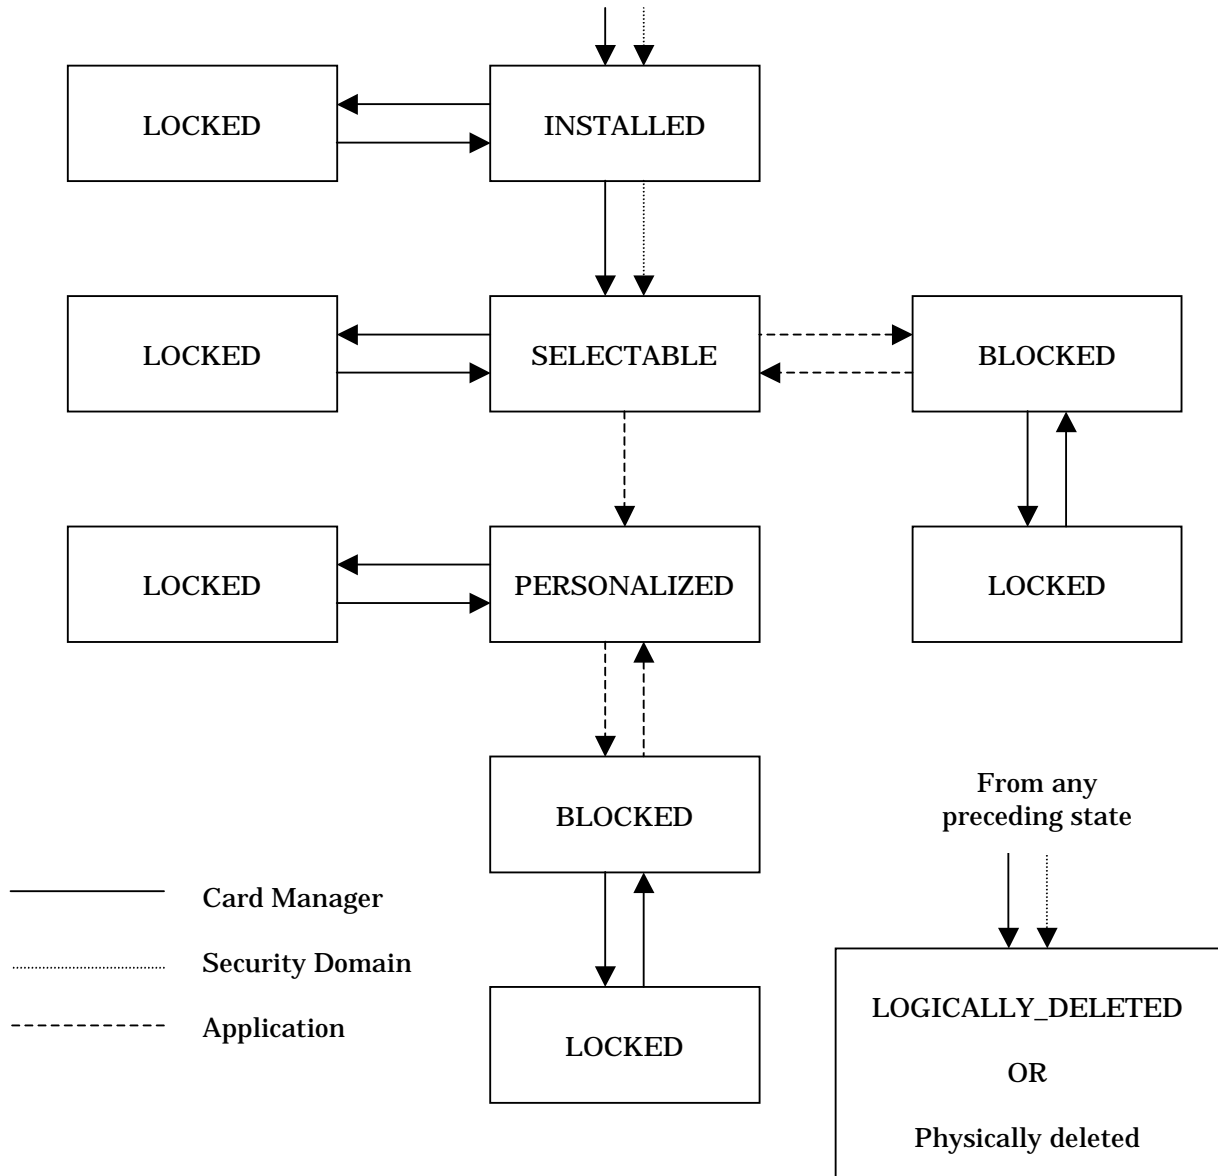 LOCKED
INSTALLED
LOCKED
SELECTABLE
BLOCKED
LOCKED
PERSONALIZED
LOCKED
BLOCKED
From any
preceding state
Card Manager
Security Domain
Application
LOCKED
LOGICALLY_DELETED
OR
Physically deleted